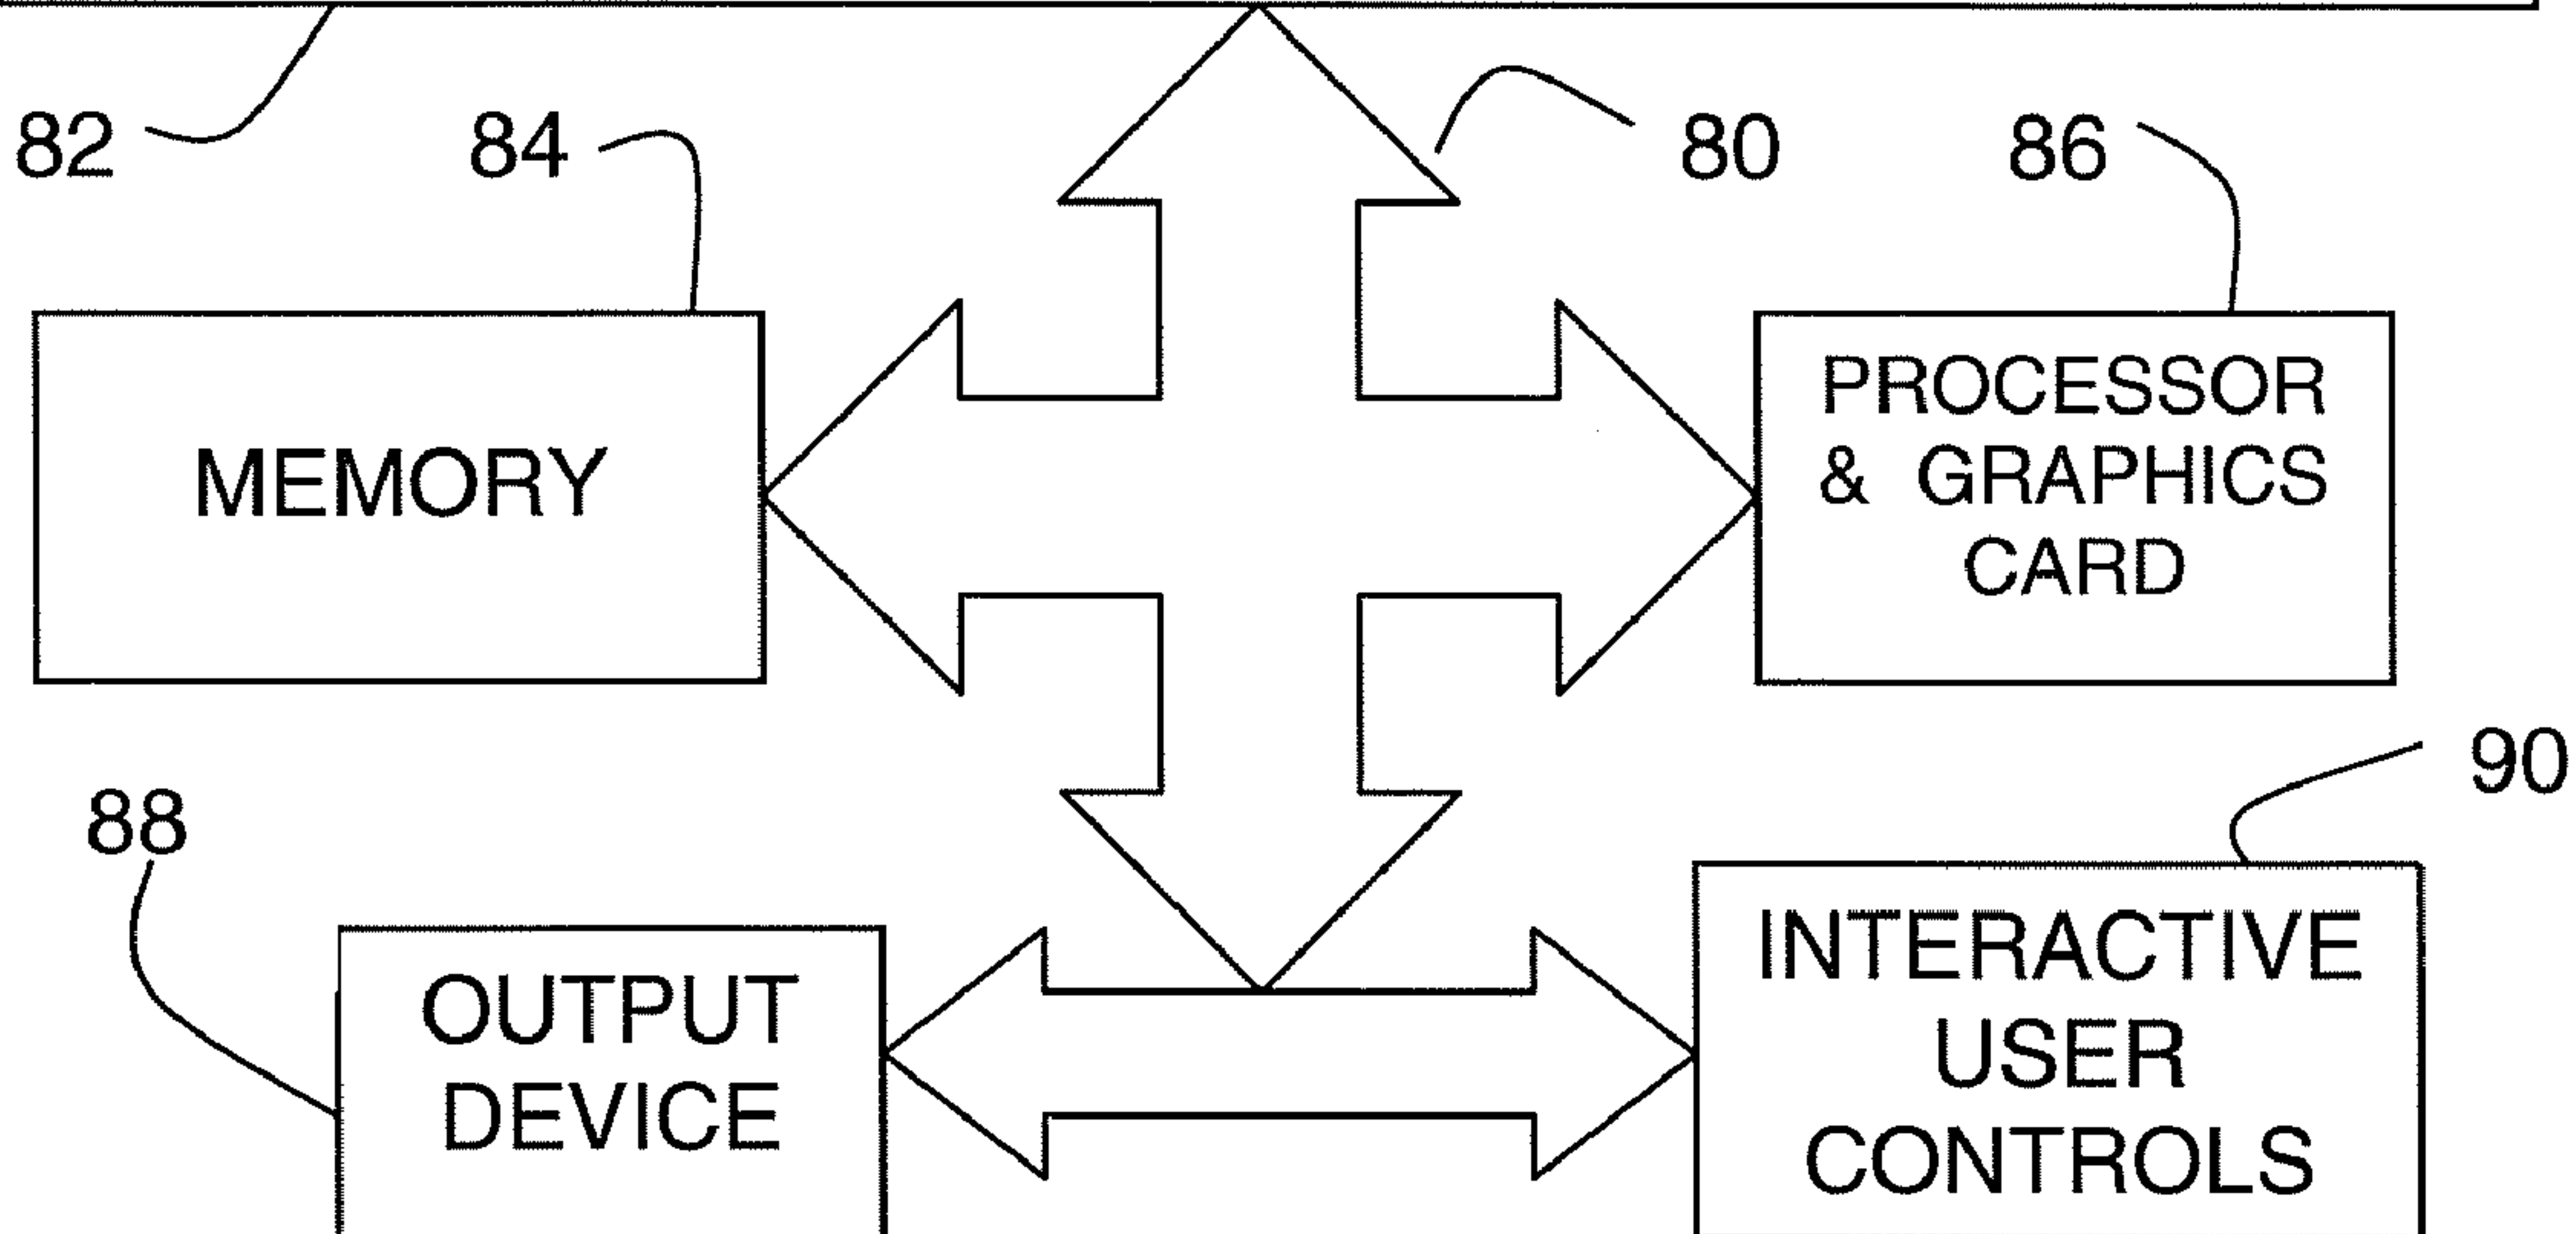 82
84
80
86
MEMORY
PROCESSOR
& GRAPHICS
CARD
88
90
OUTPUT
DEVICE
INTERACTIVE
USER
CONTROLS